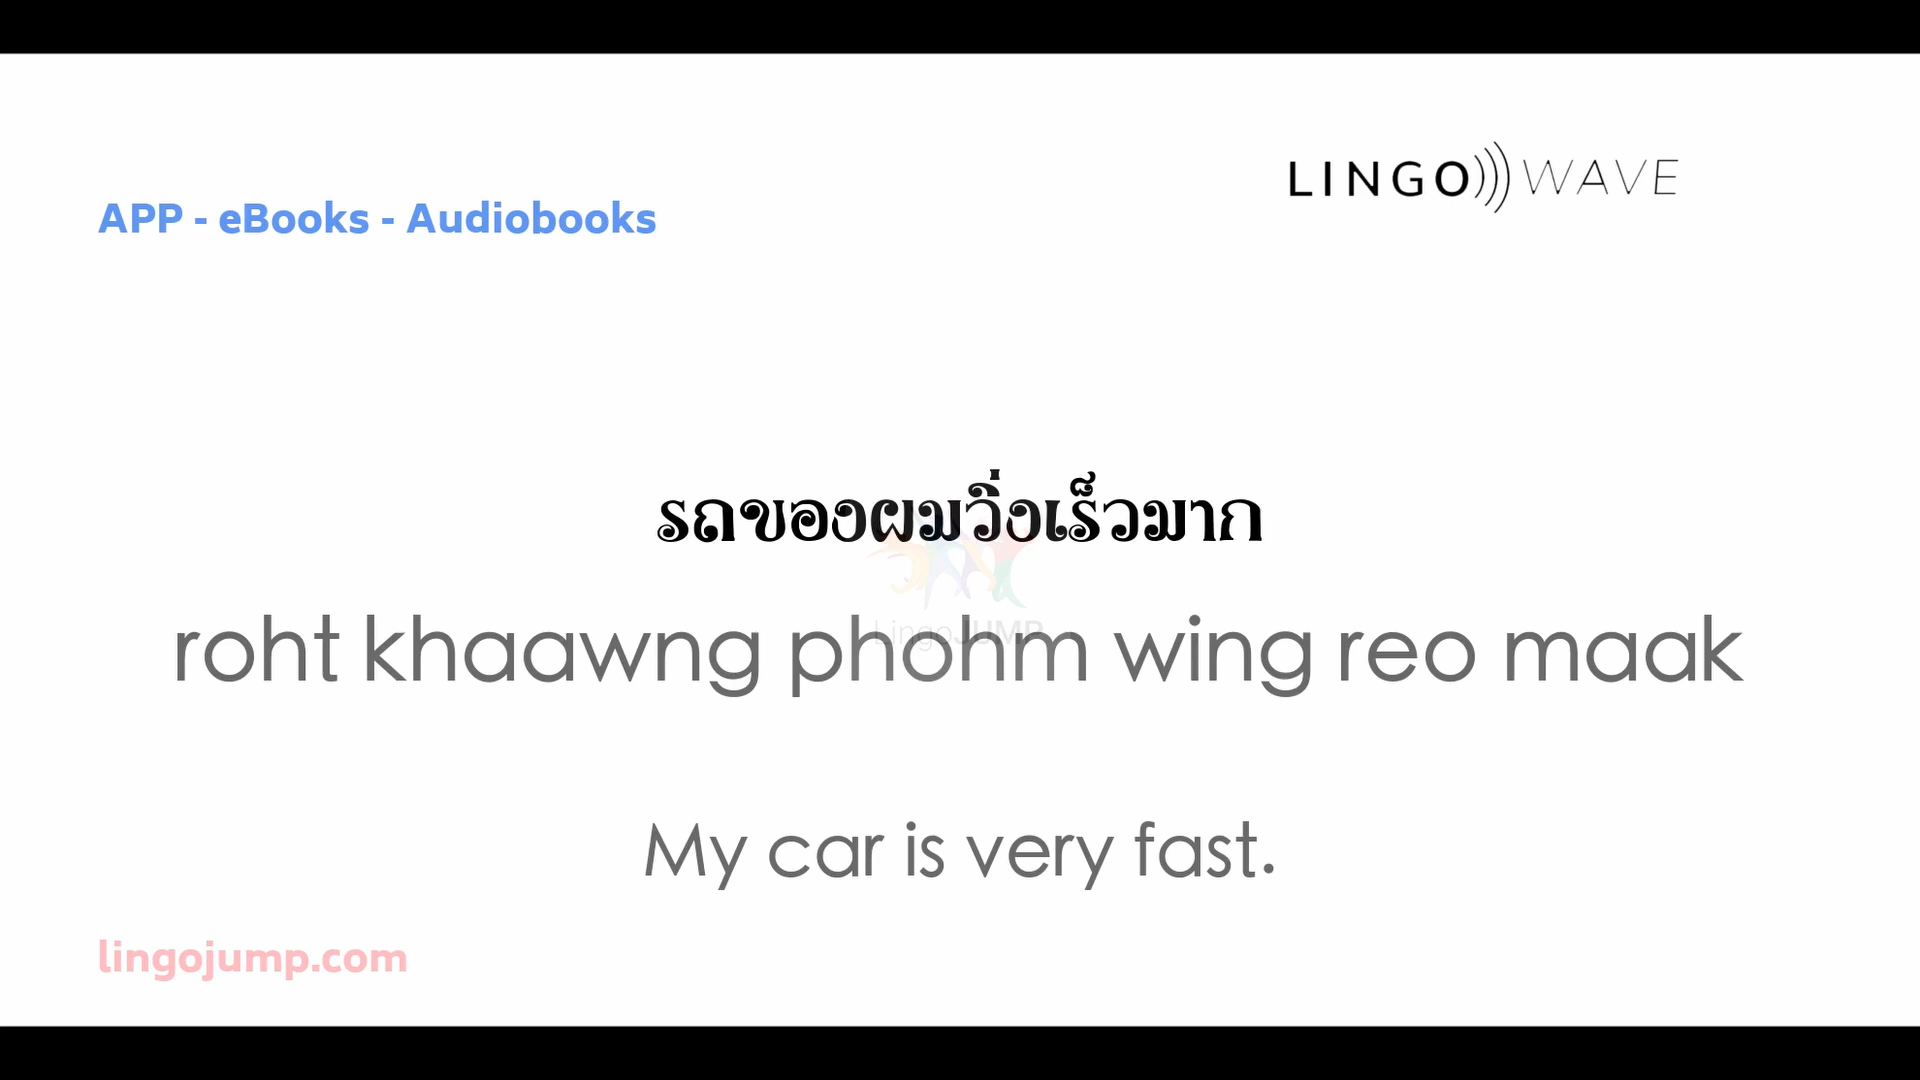 LINGO WAVE
APP - eBooks - Audiobooks
รถของผมวิ่งเร็วมาก
LingoJUMP
roht khaawng phohm wing reo maak
My car is very fast.
lingojump.com